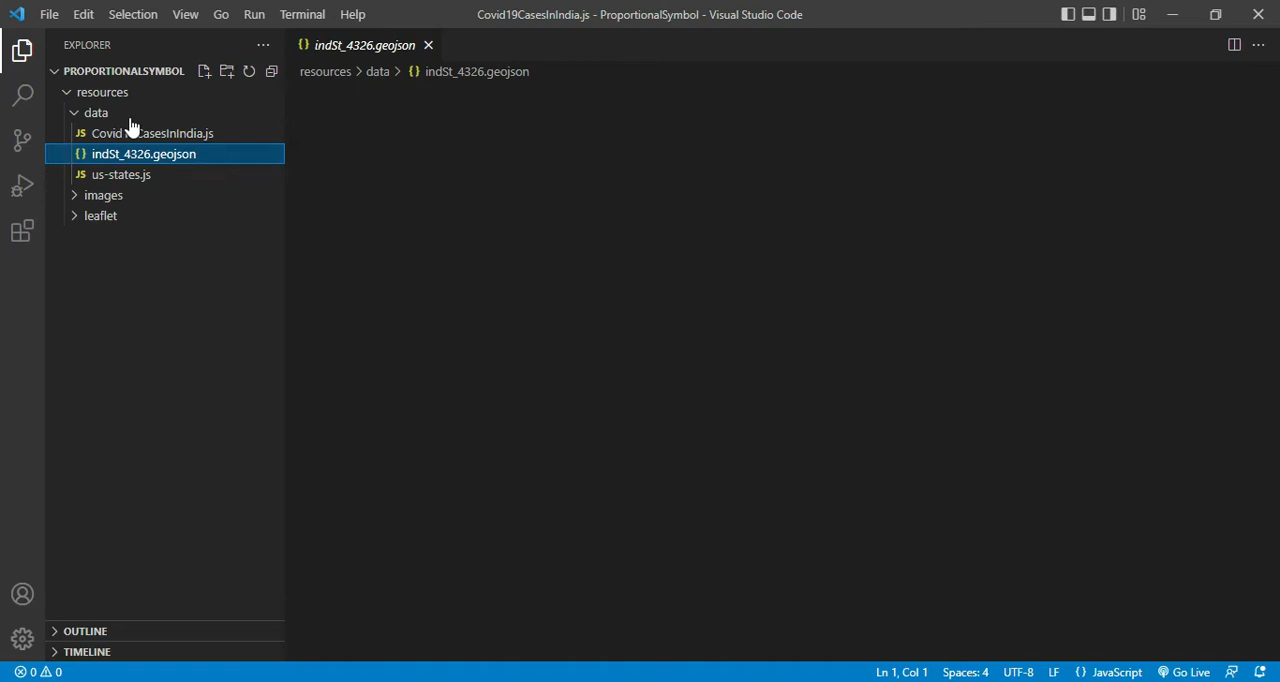 File Edit Selection View Go Run Terminal Help Covid19CasesInIndia.js - ProportionalSymbol - Visual Studio Code
EXPLORER
{} indSt_4326.geojson
PROPORTIONALSYMBOL
resources > data > {} indSt_4326.geojson
resources
data
JS Covid CasesInIndia.js
{} indSt_4326.geojson
JS us-states.js
images
leaflet
OUTLINE
TIMELINE
0 0 Ln 1, Col 1 Spaces: 4 UTF-8 LF {} JavaScript Go Live